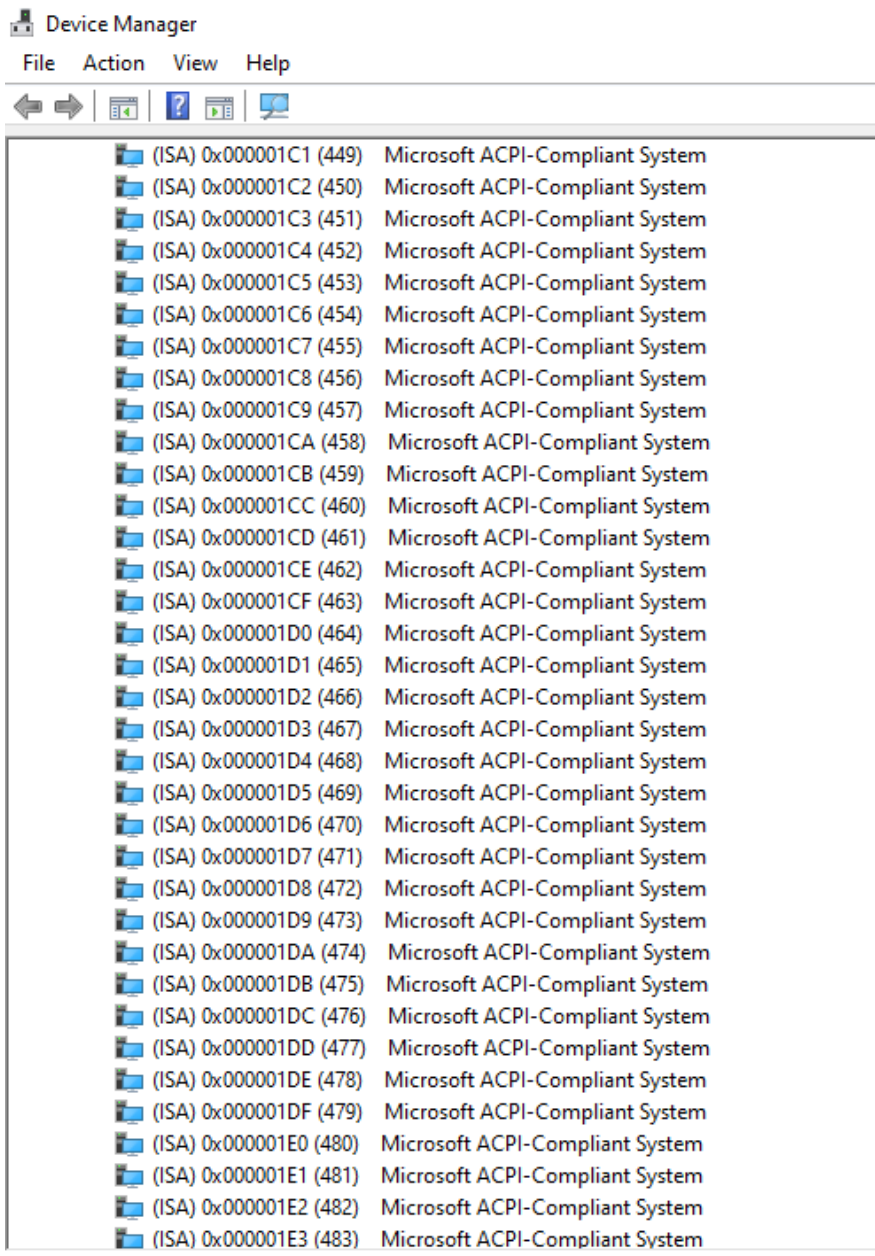 Device Manager
File Action View Help
(ISA) 0x000001C1 (449) Microsoft ACPI-Compliant System
(ISA) 0x000001C2 (450) Microsoft ACPI-Compliant System
(ISA) 0x000001C3 (451) Microsoft ACPI-Compliant System
(ISA) 0x000001C4 (452) Microsoft ACPI-Compliant System
(ISA) 0x000001C5 (453) Microsoft ACPI-Compliant System
(ISA) 0x000001C6 (454) Microsoft ACPI-Compliant System
(ISA) 0x000001C7 (455) Microsoft ACPI-Compliant System
(ISA) 0x000001C8 (456) Microsoft ACPI-Compliant System
(ISA) 0x000001C9 (457) Microsoft ACPI-Compliant System
(ISA) 0x000001CA (458) Microsoft ACPI-Compliant System
(ISA) 0x000001CB (459) Microsoft ACPI-Compliant System
(ISA) 0x000001CC (460) Microsoft ACPI-Compliant System
(ISA) 0x000001CD (461) Microsoft ACPI-Compliant System
(ISA) 0x000001CE (462) Microsoft ACPI-Compliant System
(ISA) 0x000001CF (463) Microsoft ACPI-Compliant System
(ISA) 0x000001D0 (464) Microsoft ACPI-Compliant System
(ISA) 0x000001D1 (465) Microsoft ACPI-Compliant System
(ISA) 0x000001D2 (466) Microsoft ACPI-Compliant System
(ISA) 0x000001D3 (467) Microsoft ACPI-Compliant System
(ISA) 0x000001D4 (468) Microsoft ACPI-Compliant System
(ISA) 0x000001D5 (469) Microsoft ACPI-Compliant System
(ISA) 0x000001D6 (470) Microsoft ACPI-Compliant System
(ISA) 0x000001D7 (471) Microsoft ACPI-Compliant System
(ISA) 0x000001D8 (472) Microsoft ACPI-Compliant System
(ISA) 0x000001D9 (473) Microsoft ACPI-Compliant System
(ISA) 0x000001DA (474) Microsoft ACPI-Compliant System
(ISA) 0x000001DB (475) Microsoft ACPI-Compliant System
(ISA) 0x000001DC (476) Microsoft ACPI-Compliant System
(ISA) 0x000001DD (477) Microsoft ACPI-Compliant System
(ISA) 0x000001DE (478) Microsoft ACPI-Compliant System
(ISA) 0x000001DF (479) Microsoft ACPI-Compliant System
(ISA) 0x000001E0 (480) Microsoft ACPI-Compliant System
(ISA) 0x000001E1 (481) Microsoft ACPI-Compliant System
(ISA) 0x000001E2 (482) Microsoft ACPI-Compliant System
(ISA) 0x000001E3 (483) Microsoft ACPI-Compliant System